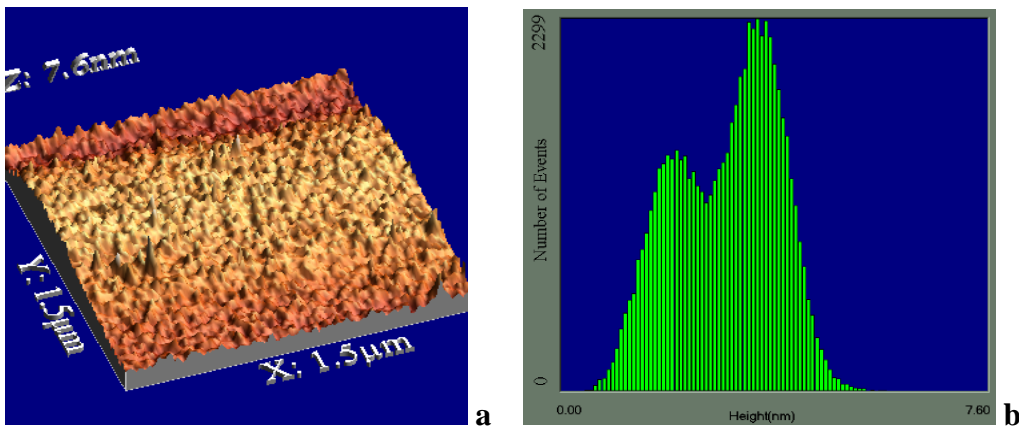 Z: 7.6nm
Y: 1.5µm
X: 1.5µm
a
2299
Number of Events
0
0.00
Height(nm)
7.60
b